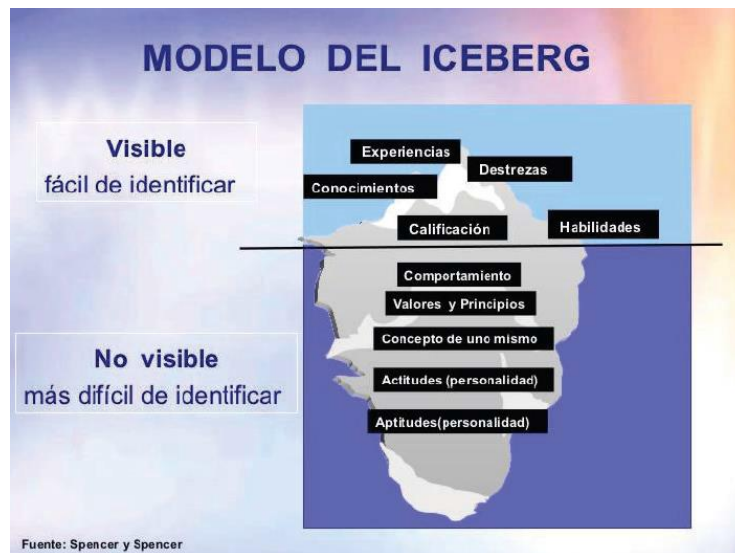 MODELO DEL ICEBERG
Visible
fácil de identificar
Experiencias
Destrezas
Conocimientos
Calificación
Habilidades
Comportamiento
Valores y Principios
Concepto de uno mismo
No visible
más difícil de identificar
Actitudes (personalidad)
Aptitudes(personalidad)
Fuente: Spencer y Spencer